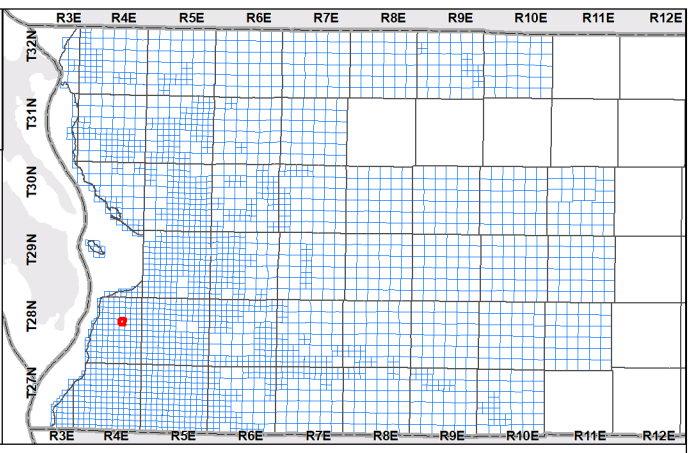 R3E R4E R5E R6E R7E R8E R9E R10E R11E R12E
T32N
T31N
T30N
T29N
T28N
T27N
R3E R4E R5E R6E R7E R8E R9E R10E R11E R12E